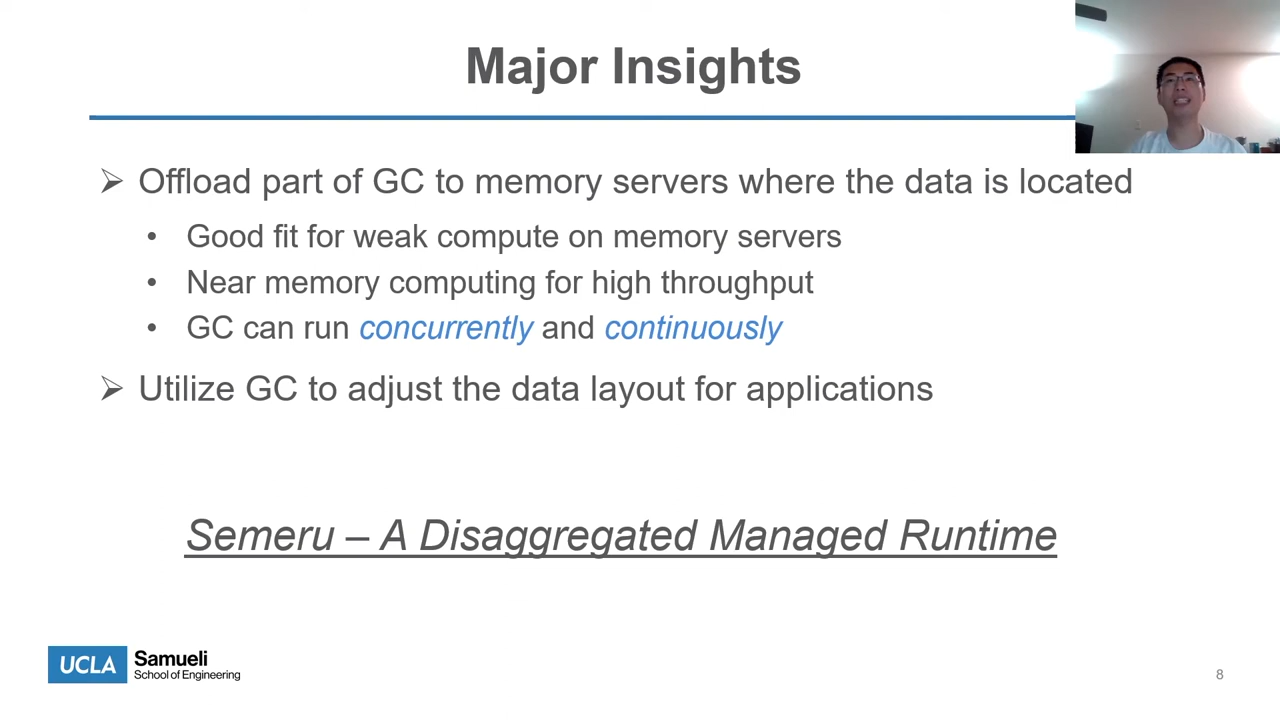 Major Insights
➢ Offload part of GC to memory servers where the data is located
• Good fit for weak compute on memory servers
• Near memory computing for high throughput
• GC can run concurrently and continuously
➢ Utilize GC to adjust the data layout for applications
Semeru – A Disaggregated Managed Runtime
UCLA
Samueli
School of Engineering
8